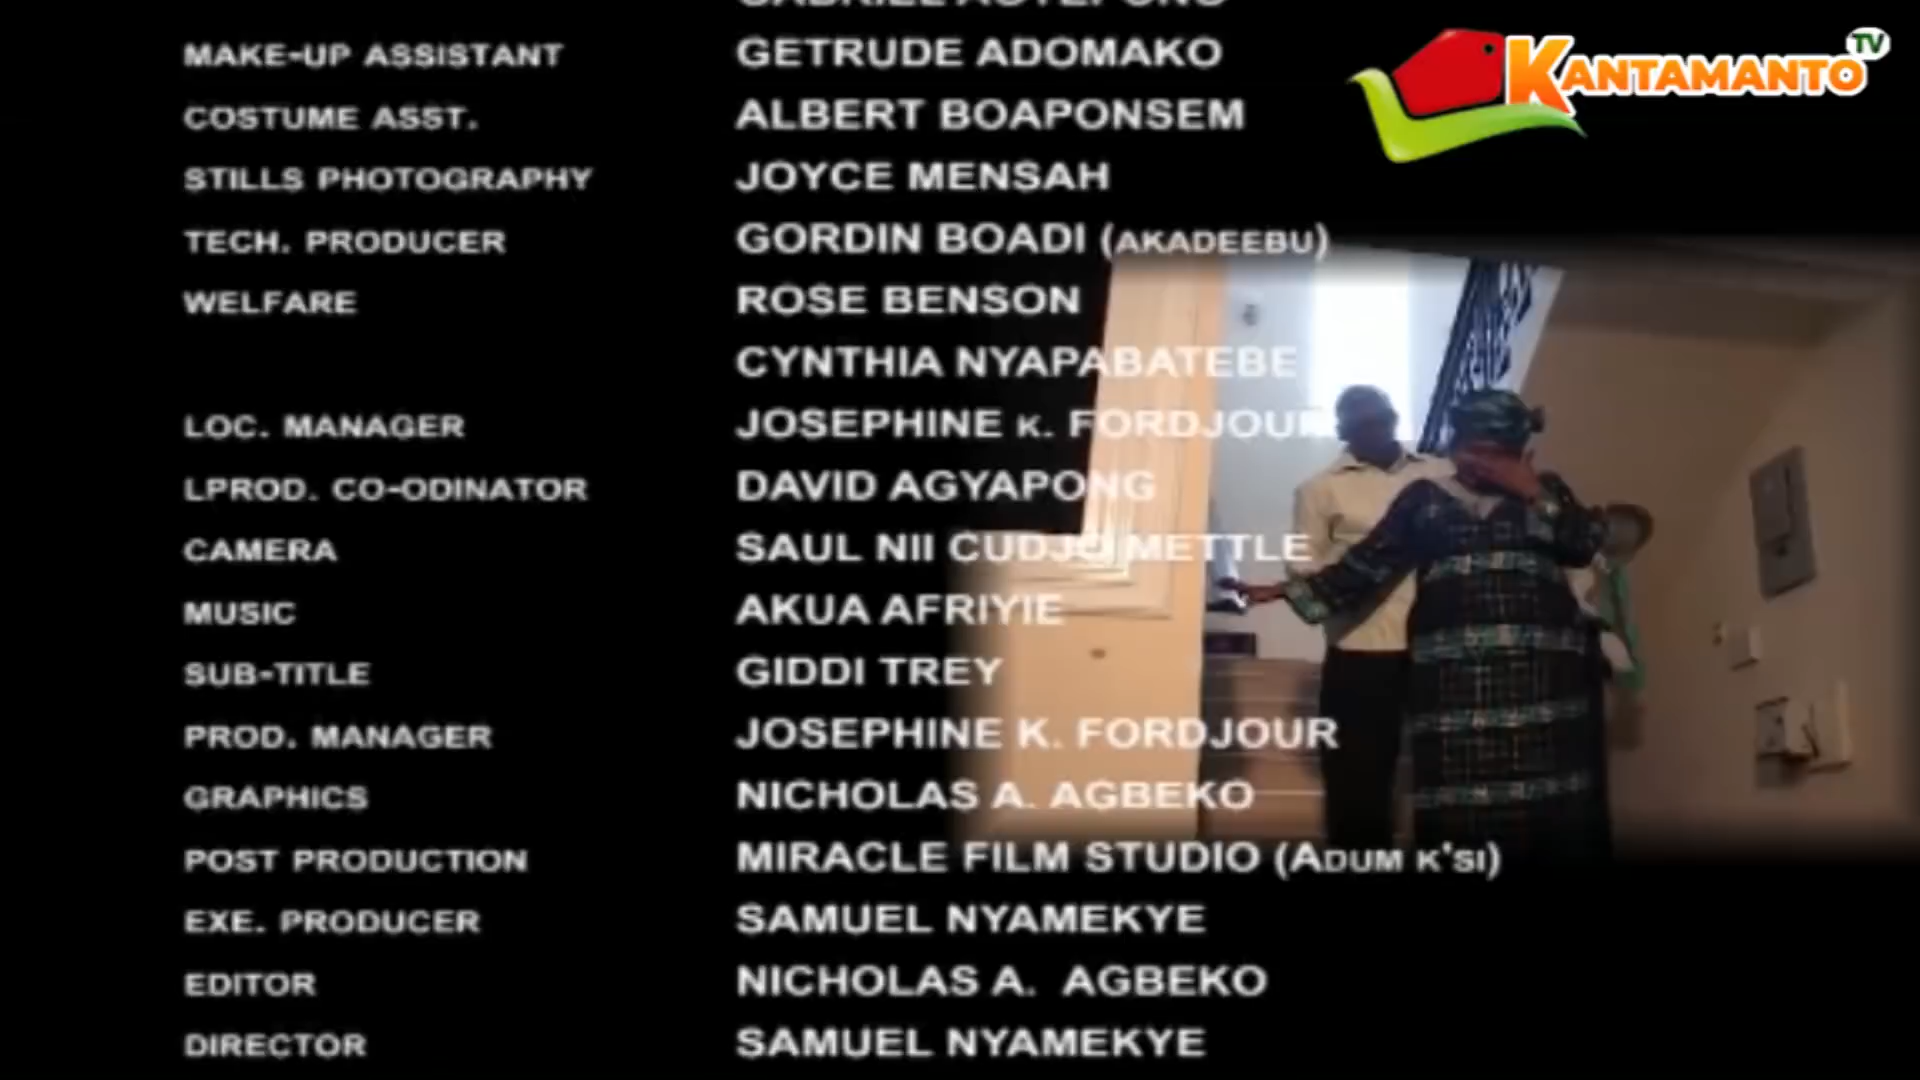 MAKE-UP ASSISTANT GETRUDE ADOMAKO
COSTUME ASST. ALBERT BOAPONSEM
STILLS PHOTOGRAPHY JOYCE MENSAH
TECH. PRODUCER GORDIN BOADI (AKADEEBU)
WELFARE ROSE BENSON
CYNTHIA NYAPABATEBE
LOC. MANAGER JOSEPHINE K. FORDJOUR
LPROD. CO-ODINATOR DAVID AGYAPONG
CAMERA SAUL NII CUDJO METTLE
MUSIC AKUA AFRIYIE
SUB-TITLE GIDDI TREY
PROD. MANAGER JOSEPHINE K. FORDJOUR
GRAPHICS NICHOLAS A. AGBEKO
POST PRODUCTION MIRACLE FILM STUDIO (ADUM K'SI)
EXE. PRODUCER SAMUEL NYAMEKYE
EDITOR NICHOLAS A. AGBEKO
DIRECTOR SAMUEL NYAMEKYE
KANTAMANTO TV